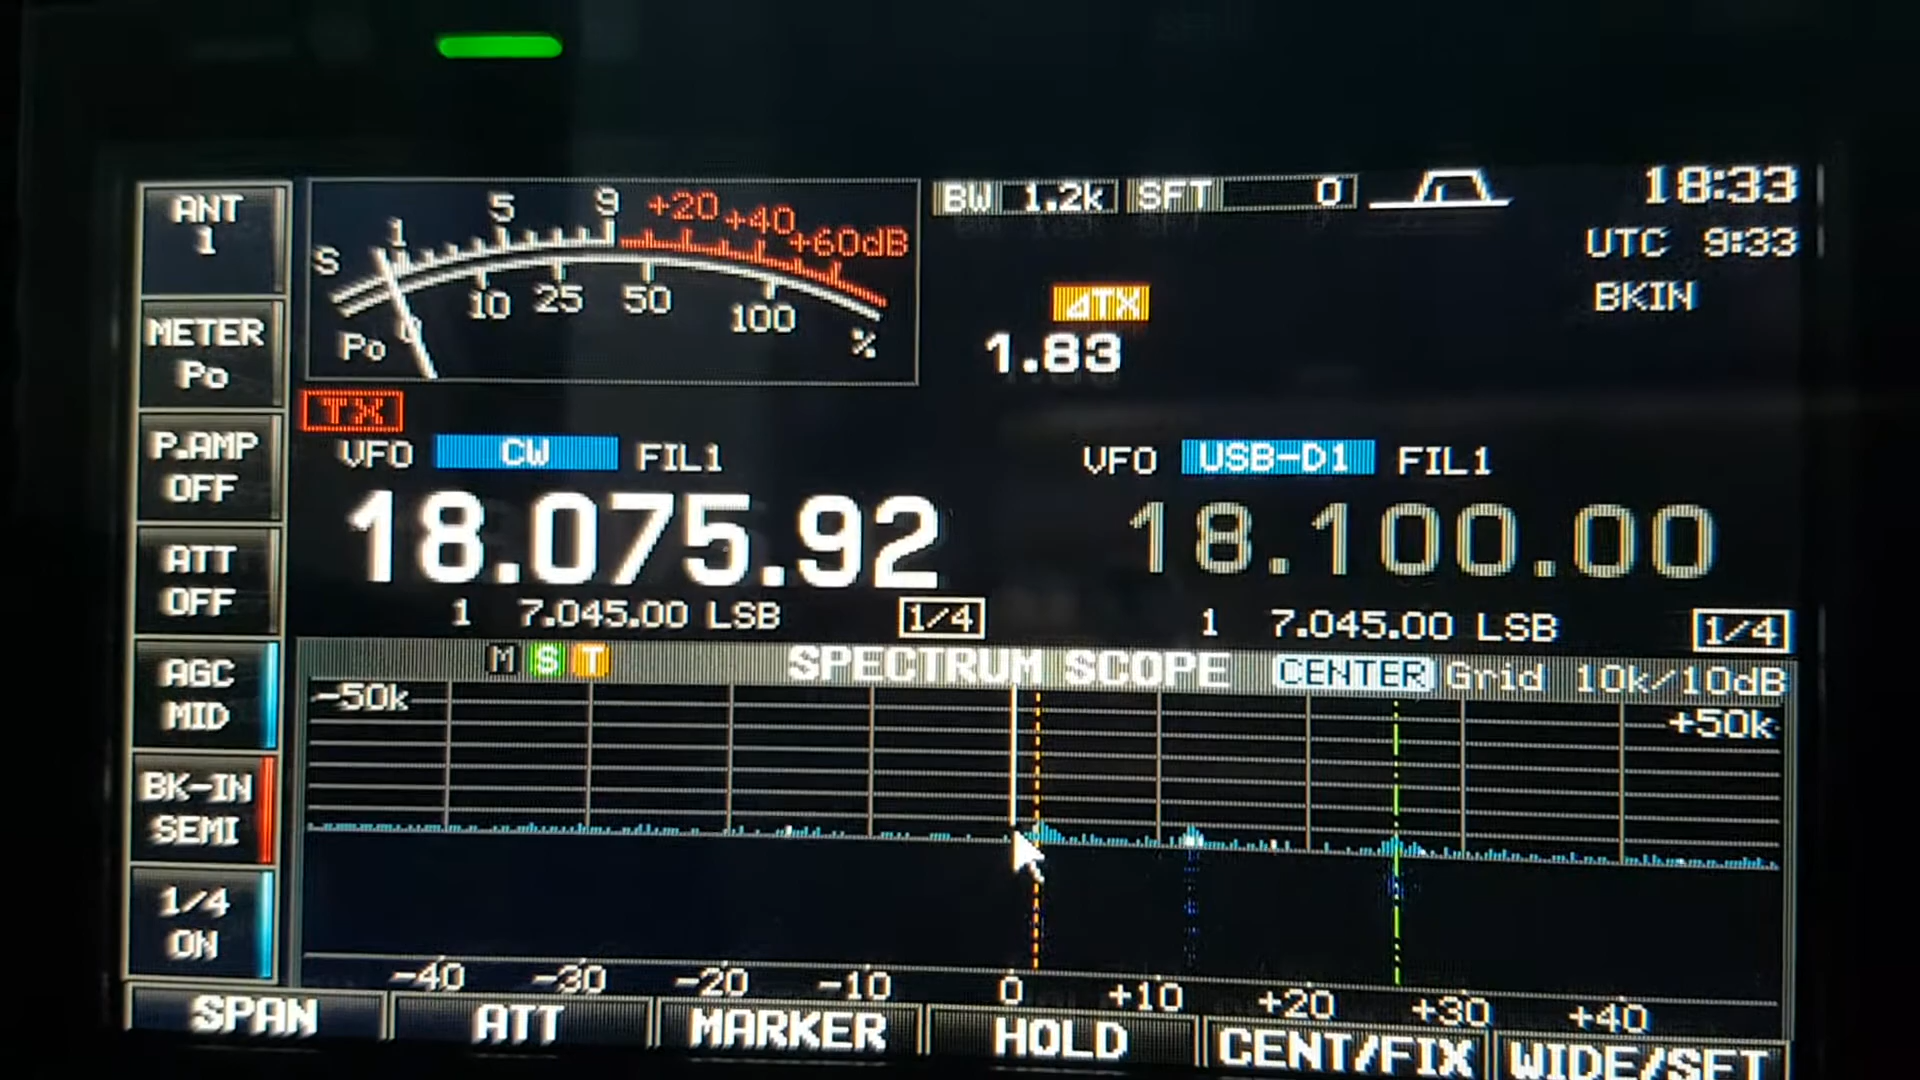 BW 1.2k SFT 0 18:33
UTC 9:33
BKIN
ANT
1
S 1 5 9 +20 +40 +60dB
Po 0 10 25 50 100 %
METER
Po
⊿TX
1.83
TX
P.AMP
OFF
VFO CW FIL1
VFO USB-D1 FIL1
18.075.92
18.100.00
1 7.045.00 LSB 1/4
1 7.045.00 LSB 1/4
ATT
OFF
AGC
MID
M S T SPECTRUM SCOPE CENTER Grid 10k/10dB
-50k +50k
BK-IN
SEMI
1/4
ON
-40 -30 -20 -10 0 +10 +20 +30 +40
SPAN ATT MARKER HOLD CENT/FIX WIDE/SET